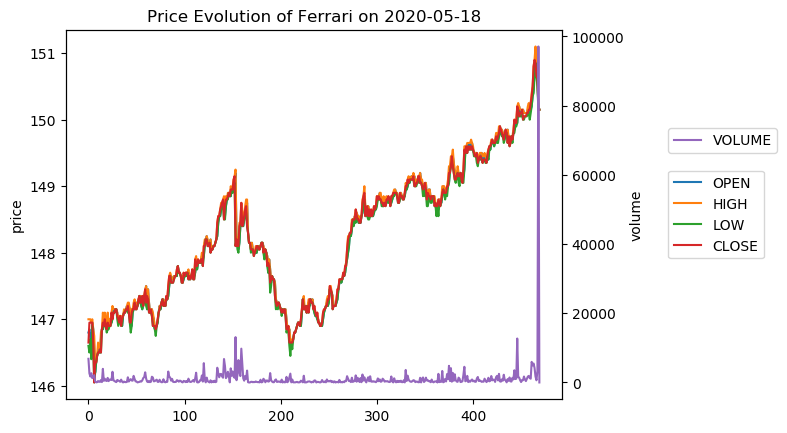 Price Evolution of Ferrari on 2020-05-18
151
150
149
148
147
146
price
0
100
200
300
400
100000
80000
60000
40000
20000
0
volume
VOLUME
OPEN
HIGH
LOW
CLOSE